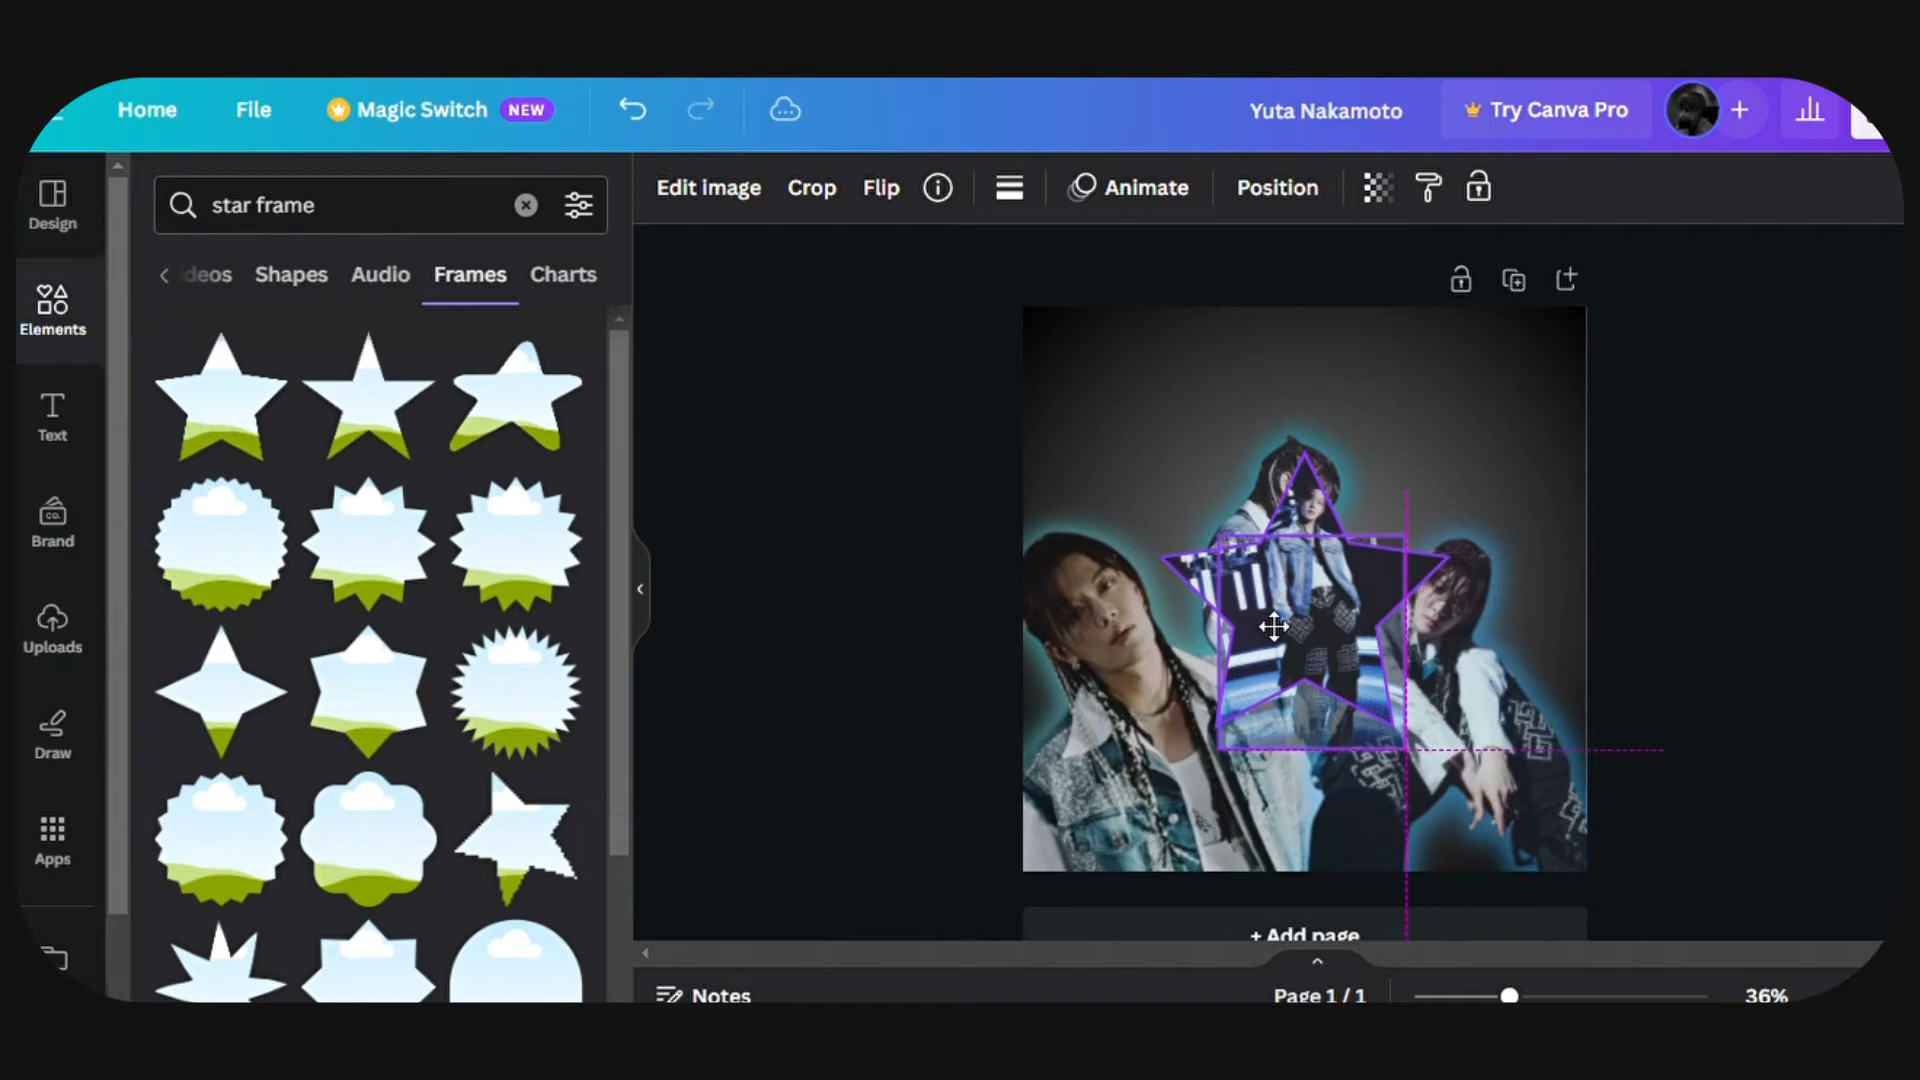 Home File Magic Switch NEW Yuta Nakamoto Try Canva Pro
star frame
Edit image Crop Flip Animate Position
Design
Shapes Audio Frames Charts
Elements
Text
CO.
Brand
Uploads
Draw
Apps
+ Add page
Notes Page 1 / 1 36%